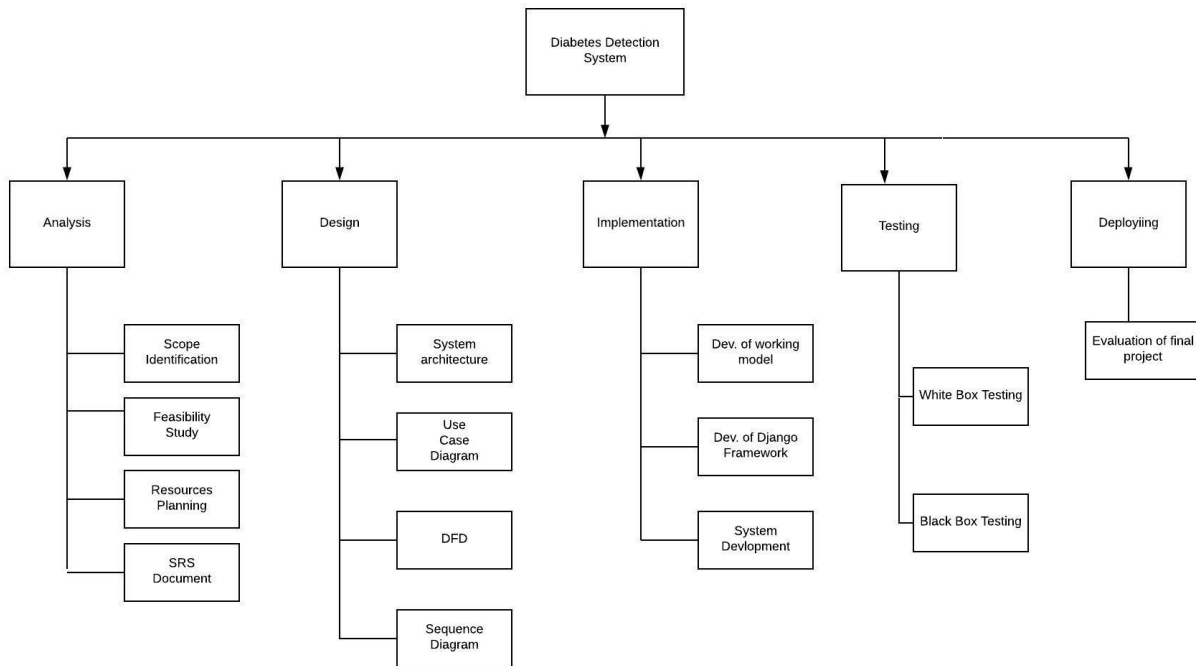 Diabetes Detection
System
Analysis
Design
Implementation
Testing
Deployiing
Scope
Identification
Feasibility
Study
Resources
Planning
SRS
Document
System
architecture
Use
Case
Diagram
DFD
Sequence
Diagram
Dev. of working
model
Dev. of Django
Framework
System
Devlopment
White Box Testing
Black Box Testing
Evaluation of final
project